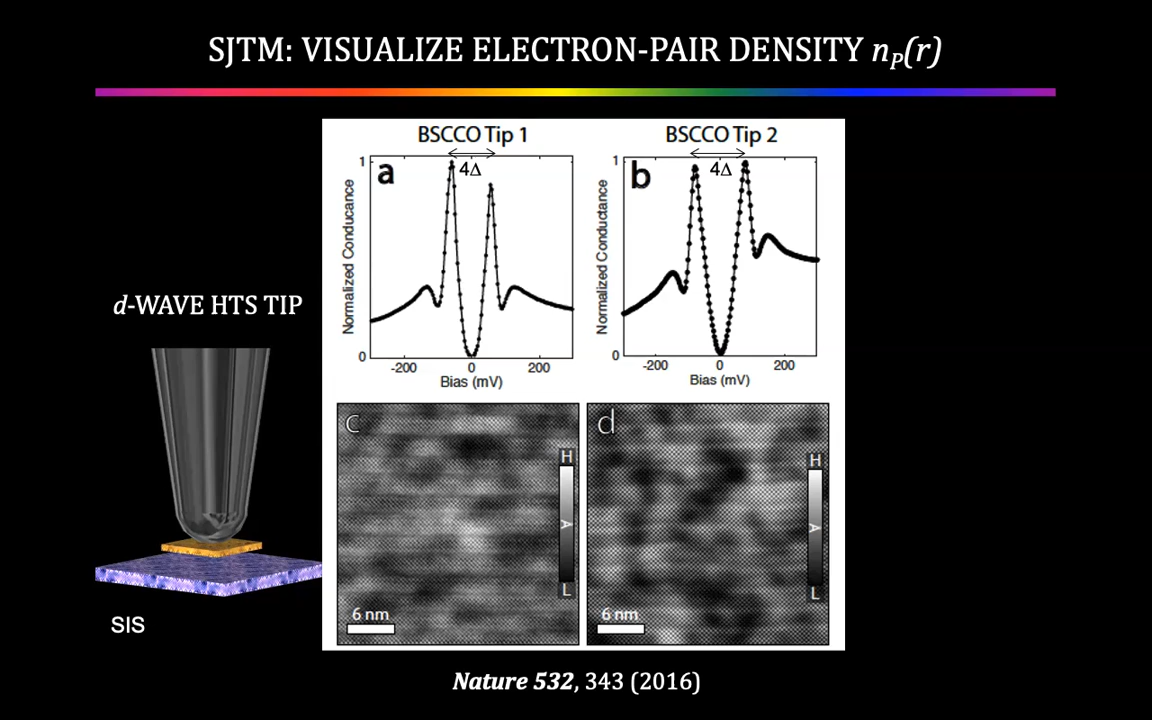 SJTM: VISUALIZE ELECTRON-PAIR DENSITY nP(r)
BSCCO Tip 1
BSCCO Tip 2
a
4Δ
1
0
Normalized Conducance
-200 0 200
Bias (mV)
b
4Δ
1
0
Normalized Conductance
-200 0 200
Bias (mV)
d-WAVE HTS TIP
SIS
c
H
A
L
6 nm
d
H
A
L
6 nm
Nature 532, 343 (2016)